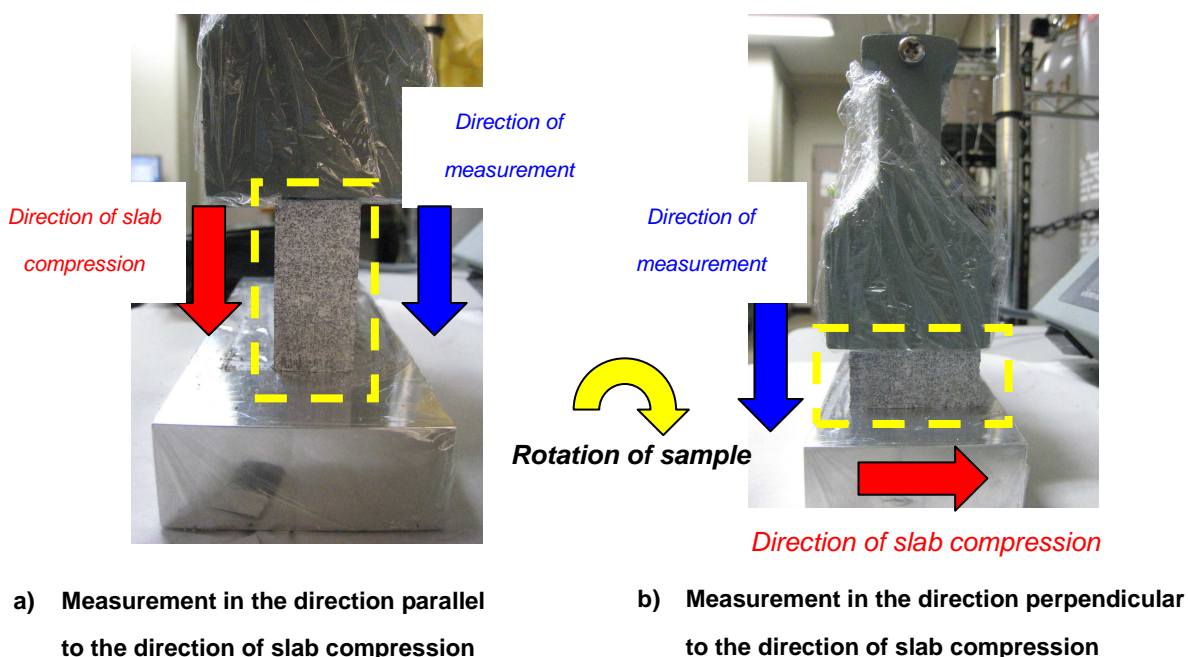 Direction of
measurement
Direction of slab
compression
Direction of
measurement
Rotation of sample
Direction of slab compression
a) Measurement in the direction parallel
to the direction of slab compression
b) Measurement in the direction perpendicular
to the direction of slab compression